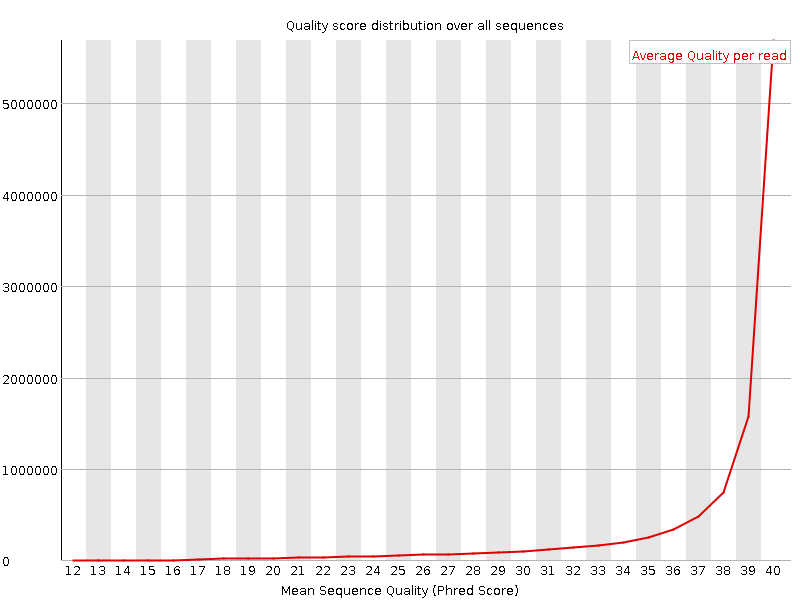 Quality score distribution over all sequences
Average Quality per read
5000000
4000000
3000000
2000000
1000000
0
12 13 14 15 16 17 18 19 20 21 22 23 24 25 26 27 28 29 30 31 32 33 34 35 36 37 38 39 40
Mean Sequence Quality (Phred Score)